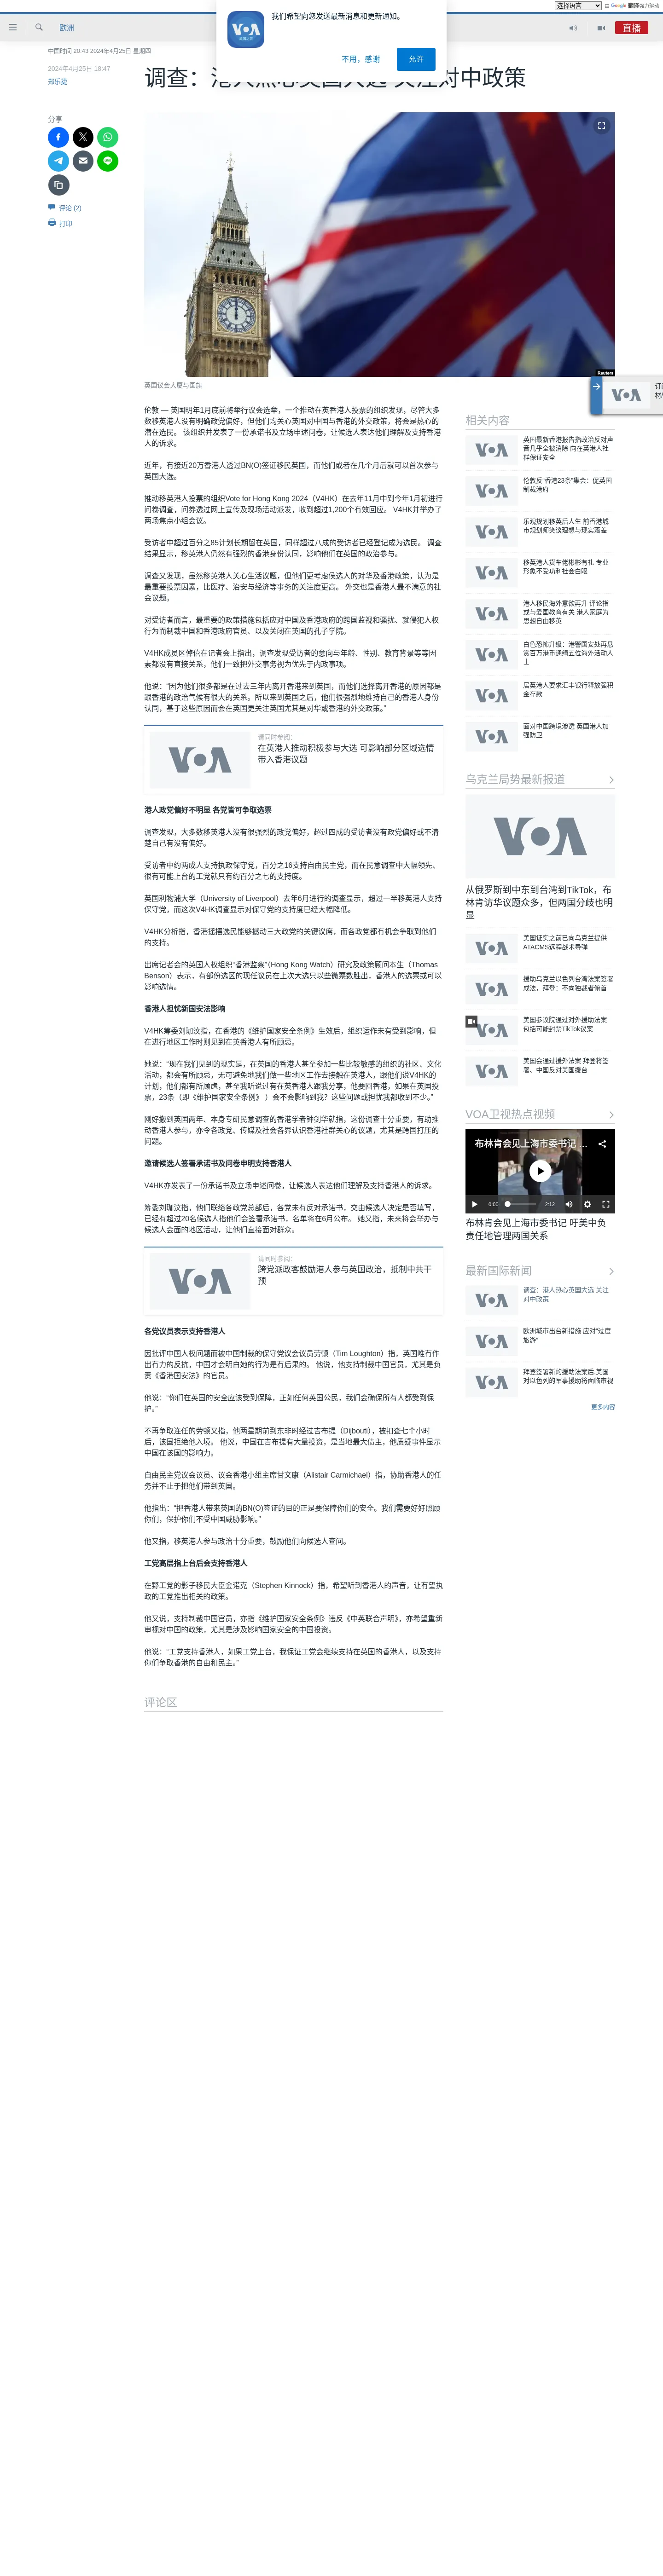 选择语言
由 Google 翻译强力驱动
我们希望向您发送最新消息和更新通知。
不用，感谢
允许
欧洲
直播
中国时间 20:43 2024年4月25日 星期四
2024年4月25日 18:47
郑乐捷
调查：港人热心英国大选 关注对中政策
分享
评论 (2)
打印
Reuters
英国议会大厦与国旗
伦敦 — 英国明年1月底前将举行议会选举，一个推动在英香港人投票的组织发现，尽管大多
数移英港人没有明确政党偏好，但他们均关心英国对中国与香港的外交政策，将会是热心的
潜在选民。 该组织并发表了一份承诺书及立场申述问卷，让候选人表达他们理解及支持香港
人的诉求。
近年，有接近20万香港人透过BN(O)签证移民英国，而他们或者在几个月后就可以首次参与
英国大选。
推动移英港人投票的组织Vote for Hong Kong 2024（V4HK）在去年11月中到今年1月初进行
问卷调查，问券透过网上宣传及现场活动派发，收到超过1,200个有效回应。 V4HK并举办了
两场焦点小组会议。
受访者中超过百分之85计划长期留在英国，同样超过八成的受访者已经登记成为选民。 调查
结果显示，移英港人仍然有强烈的香港身份认同，影响他们在英国的政治参与。
调查又发现，虽然移英港人关心生活议题，但他们更考虑侯选人的对华及香港政策，认为是
最重要投票因素，比医疗、治安与经济等事务的关注度更高。 外交也是香港人最不满意的社
会议题。
对受访者而言，最重要的政策措施包括应对中国及香港政府的跨国监视和骚扰、就侵犯人权
行为而制裁中国和香港政府官员、以及关闭在英国的孔子学院。
V4HK成员区倬僖在记者会上指出，调查发现受访者的意向与年龄、性别、教育背景等等因
素都没有直接关系，他们一致把外交事务视为优先于内政事项。
他说：“因为他们很多都是在过去三年内离开香港来到英国，而他们选择离开香港的原因都是
跟香港的政治气候有很大的关系。所以来到英国之后，他们很强烈地维持自己的香港人身份
认同，基于这些原因而会在英国更关注英国尤其是对华或香港的外交政策。”
请同时参阅：
在英港人推动积极参与大选 可影响部分区域选情
带入香港议题
港人政党偏好不明显 各党皆可争取选票
调查发现，大多数移英港人没有很强烈的政党偏好，超过四成的受访者没有政党偏好或不清
楚自己有没有偏好。
受访者中约两成人支持执政保守党，百分之16支持自由民主党，而在民意调查中大幅领先、
很有可能上台的工党就只有约百分之七的支持度。
英国利物浦大学（University of Liverpool）去年6月进行的调查显示，超过一半移英港人支持
保守党，而这次V4HK调查显示对保守党的支持度已经大幅降低。
V4HK分析指，香港摇摆选民能够撼动三大政党的关键议席，而各政党都有机会争取到他们
的支持。
出席记者会的英国人权组织“香港监察”（Hong Kong Watch）研究及政策顾问本生（Thomas
Benson）表示，有部份选区的现任议员在上次大选只以些微票数胜出，香港人的选票或可以
影响选情。
香港人担忧新国安法影响
V4HK筹委刘珈汶指，在香港的《维护国家安全条例》生效后，组织运作未有受到影响，但
在进行地区工作时则见到在英香港人有所顾忌。
她说：“现在我们见到的现实是，在英国的香港人甚至参加一些比较敏感的组织的社区、文化
活动，都会有所顾忌，无可避免地我们做一些地区工作去接触在英港人，跟他们说V4HK的
计划，他们都有所顾虑，甚至我听说过有在英香港人跟我分享，他要回香港，如果在英国投
票，23条（即《维护国家安全条例》 ）会不会影响到我？这些问题或担忧我都收到不少。”
刚好搬到英国两年、本身专研民意调查的香港学者钟剑华就指，这份调查十分重要，有助推
动香港人参与，亦令各政党、传媒及社会各界认识香港社群关心的议题，尤其是跨国打压的
问题。
邀请候选人签署承诺书及问卷申明支持香港人
V4HK亦发表了一份承诺书及立场申述问卷，让候选人表达他们理解及支持香港人的诉求。
筹委刘珈汶指，他们联络各政党总部后，各党未有反对承诺书，交由候选人决定是否填写，
已经有超过20名候选人指他们会签署承诺书，名单将在6月公布。 她又指，未来将会举办与
候选人会面的地区活动，让他们直接面对群众。
请同时参阅：
跨党派政客鼓励港人参与英国政治，抵制中共干
预
各党议员表示支持香港人
因批评中国人权问题而被中国制裁的保守党议会议员劳顿（Tim Loughton）指，英国唯有作
出有力的反抗，中国才会明白她的行为是有后果的。 他说，他支持制裁中国官员，尤其是负
责《香港国安法》的官员。
他说：“你们在英国的安全应该受到保障，正如任何英国公民，我们会确保所有人都受到保
护。”
不再争取连任的劳顿又指，他两星期前到东非时经过吉布提（Dijbouti），被扣查七个小时
后，该国拒绝他入境。 他说，中国在吉布提有大量投资，是当地最大债主，他质疑事件显示
中国在该国的影响力。
自由民主党议会议员、议会香港小组主席甘文康（Alistair Carmichael）指，协助香港人的任
务并不止于把他们带到英国。
他指出：“把香港人带来英国的BN(O)签证的目的正是要保障你们的安全。我们需要好好照顾
你们，保护你们不受中国威胁影响。”
他又指，移英港人参与政治十分重要，鼓励他们向候选人查问。
工党高层指上台后会支持香港人
在野工党的影子移民大臣金诺克（Stephen Kinnock）指，希望听到香港人的声音，让有望执
政的工党推出相关的政策。
他又说，支持制裁中国官员，亦指《维护国家安全条例》违反《中英联合声明》，亦希望重新
审视对中国的政策，尤其是涉及影响国家安全的中国投资。
他说：“工党支持香港人，如果工党上台，我保证工党会继续支持在英国的香港人，以及支持
你们争取香港的自由和民主。”
评论区
相关内容
英国最新香港报告指政治反对声
音几乎全被消除 向在英港人社
群保证安全
伦敦反“香港23条”集会：促英国
制裁港府
乐观规划移英后人生 前香港城
市规划师笑谈理想与现实落差
移英港人货车佬彬彬有礼 专业
形象不受功利社会白眼
港人移民海外意欲再升 评论指
或与爱国教育有关 港人家庭为
思想自由移英
白色恐怖升级：港警国安处再悬
赏百万港币通缉五位海外活动人
士
居英港人要求汇丰银行释放强积
金存款
面对中国跨境渗透 英国港人加
强防卫
乌克兰局势最新报道
从俄罗斯到中东到台湾到TikTok，布
林肯访华议题众多，但两国分歧也明
显
美国证实之前已向乌克兰提供
ATACMS远程战术导弹
援助乌克兰以色列台湾法案签署
成法，拜登：不向独裁者俯首
美国参议院通过对外援助法案
包括可能封禁TikTok议案
美国会通过援外法案 拜登将签
署、中国反对美国援台
VOA卫视热点视频
布林肯会见上海市委书记 ...
0:00
2:12
布林肯会见上海市委书记 吁美中负
责任地管理两国关系
最新国际新闻
调查：港人热心英国大选 关注
对中政策
欧洲城市出台新措施 应对“过度
旅游”
拜登签署新的援助法案后,美国
对以色列的军事援助将面临审视
更多内容